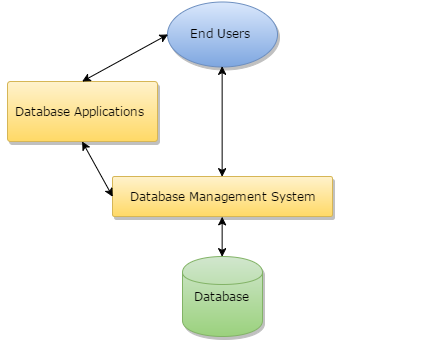 End Users
Database Applications
Database Management System
Database